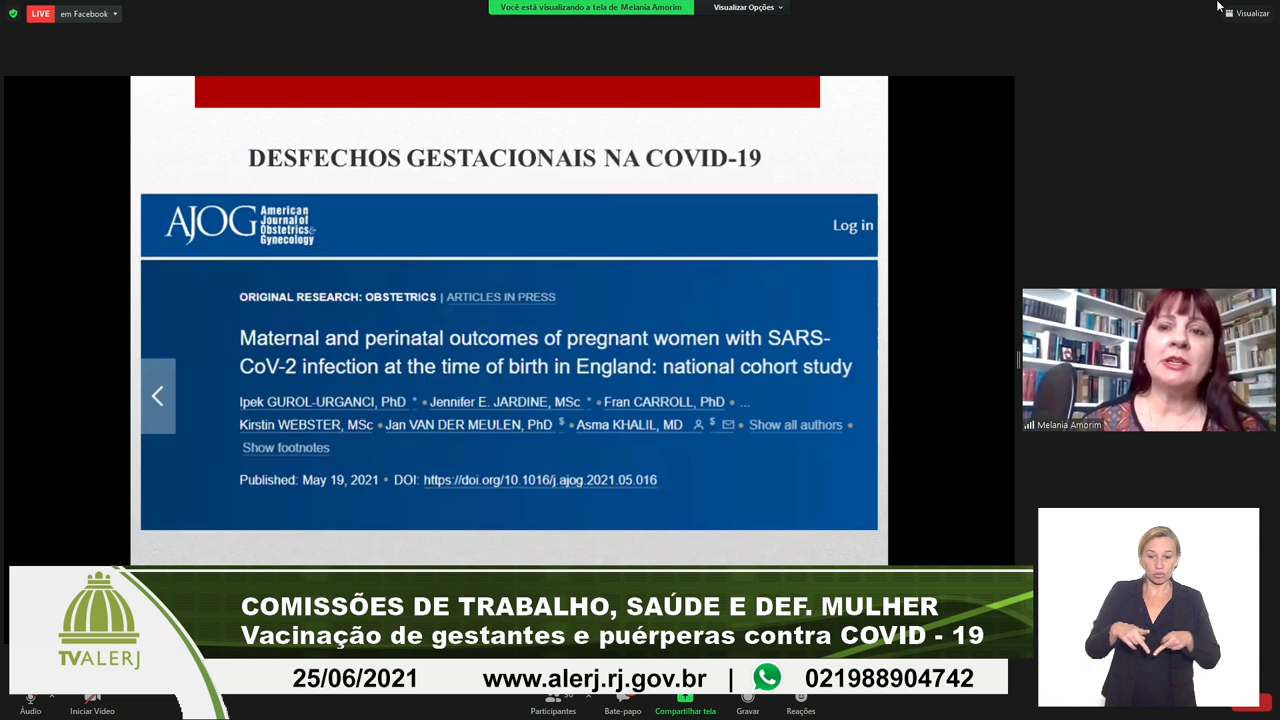 LIVE em Facebook
Você está visualizando a tela de Melania Amorim
Visualizar Opções
Visualizar
DESFECHOS GESTACIONAIS NA COVID-19
AJOG American Journal of Obstetrics & Gynecology
Log in
ORIGINAL RESEARCH: OBSTETRICS | ARTICLES IN PRESS
Maternal and perinatal outcomes of pregnant women with SARS-
CoV-2 infection at the time of birth in England: national cohort study
Ipek GUROL-URGANCI, PhD * • Jennifer E. JARDINE, MSc * • Fran CARROLL, PhD • ...
Kirstin WEBSTER, MSc • Jan VAN DER MEULEN, PhD $ • Asma KHALIL, MD $ • Show all authors •
Show footnotes
Published: May 19, 2021 • DOI: https://doi.org/10.1016/j.ajog.2021.05.016
Melania Amorim
COMISSÕES DE TRABALHO, SAÚDE E DEF. MULHER
Vacinação de gestantes e puérperas contra COVID - 19
TVALERJ
25/06/2021 www.alerj.rj.gov.br | 021988904742
Áudio
Iniciar Vídeo
Participantes
Bate-papo
Compartilhar tela
Gravar
Reações